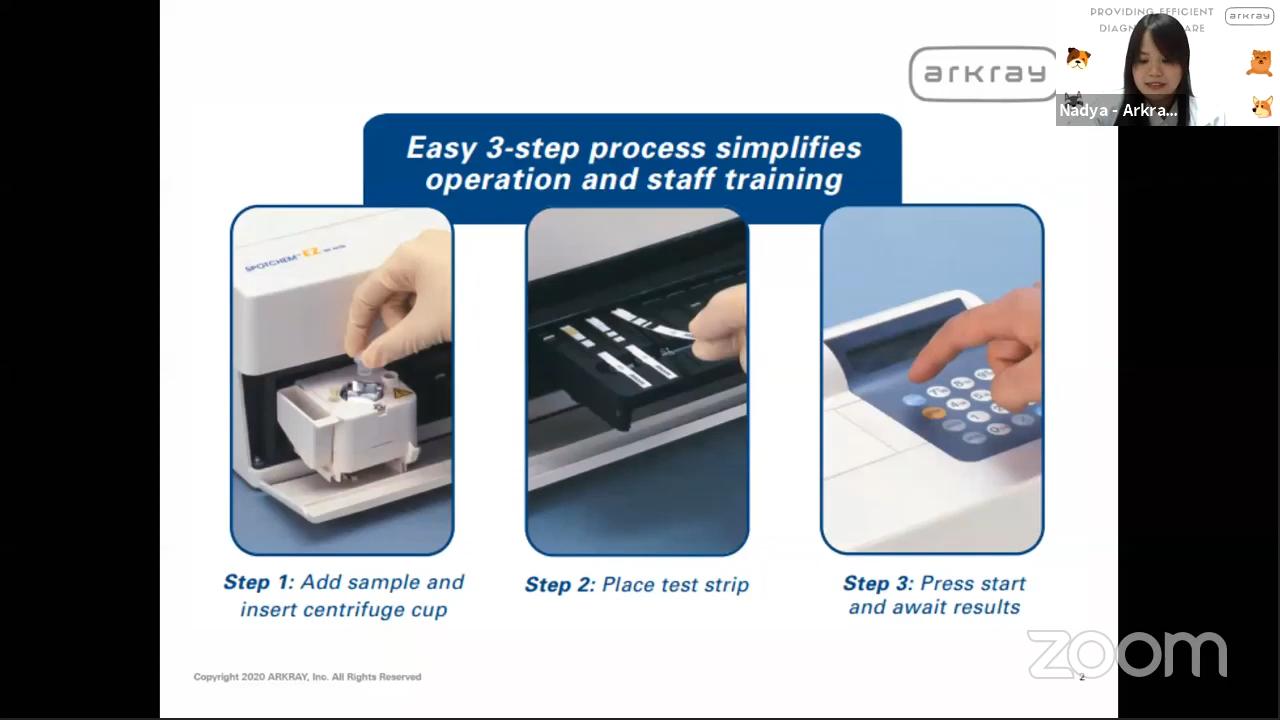 PROVIDING EFFICIENT
arkray
arkray
Nadya - Arkra...
Easy 3-step process simplifies
operation and staff training
SPOTCHEM EZ
Step 1: Add sample and
insert centrifuge cup
Step 2: Place test strip
Step 3: Press start
and await results
zoom
Copyright 2020 ARKRAY, Inc. All Rights Reserved
2